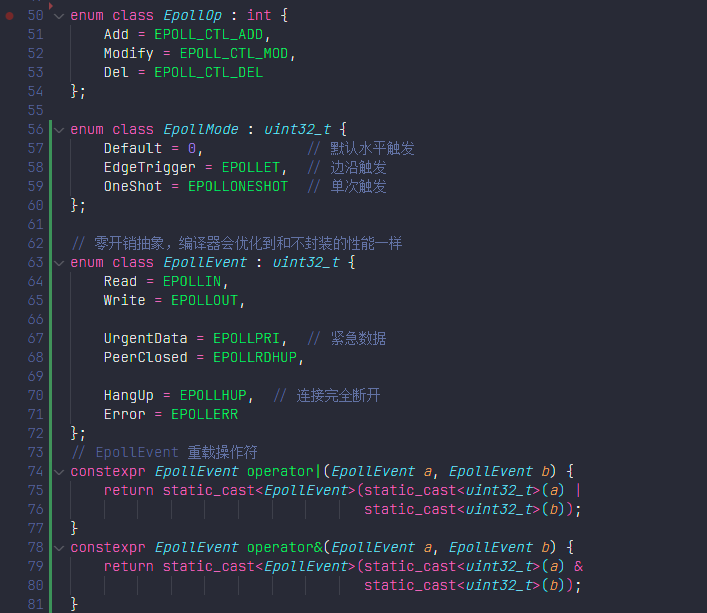 50 enum class EpollOp : int {
51     Add = EPOLL_CTL_ADD,
52     Modify = EPOLL_CTL_MOD,
53     Del = EPOLL_CTL_DEL
54 };
55
56 enum class EpollMode : uint32_t {
57     Default = 0,            // 默认水平触发
58     EdgeTrigger = EPOLLET,  // 边沿触发
59     OneShot = EPOLLONESHOT  // 单次触发
60 };
61
62 // 零开销抽象，编译器会优化到和不封装的性能一样
63 enum class EpollEvent : uint32_t {
64     Read = EPOLLIN,
65     Write = EPOLLOUT,
66
67     UrgentData = EPOLLPRI,  // 紧急数据
68     PeerClosed = EPOLLRDHUP,
69
70     HangUp = EPOLLHUP,  // 连接完全断开
71     Error = EPOLLERR
72 };
73 // EpollEvent 重载操作符
74 constexpr EpollEvent operator|(EpollEvent a, EpollEvent b) {
75     return static_cast<EpollEvent>(static_cast<uint32_t>(a) |
76                                    static_cast<uint32_t>(b));
77 }
78 constexpr EpollEvent operator&(EpollEvent a, EpollEvent b) {
79     return static_cast<EpollEvent>(static_cast<uint32_t>(a) &
80                                    static_cast<uint32_t>(b));
81 }